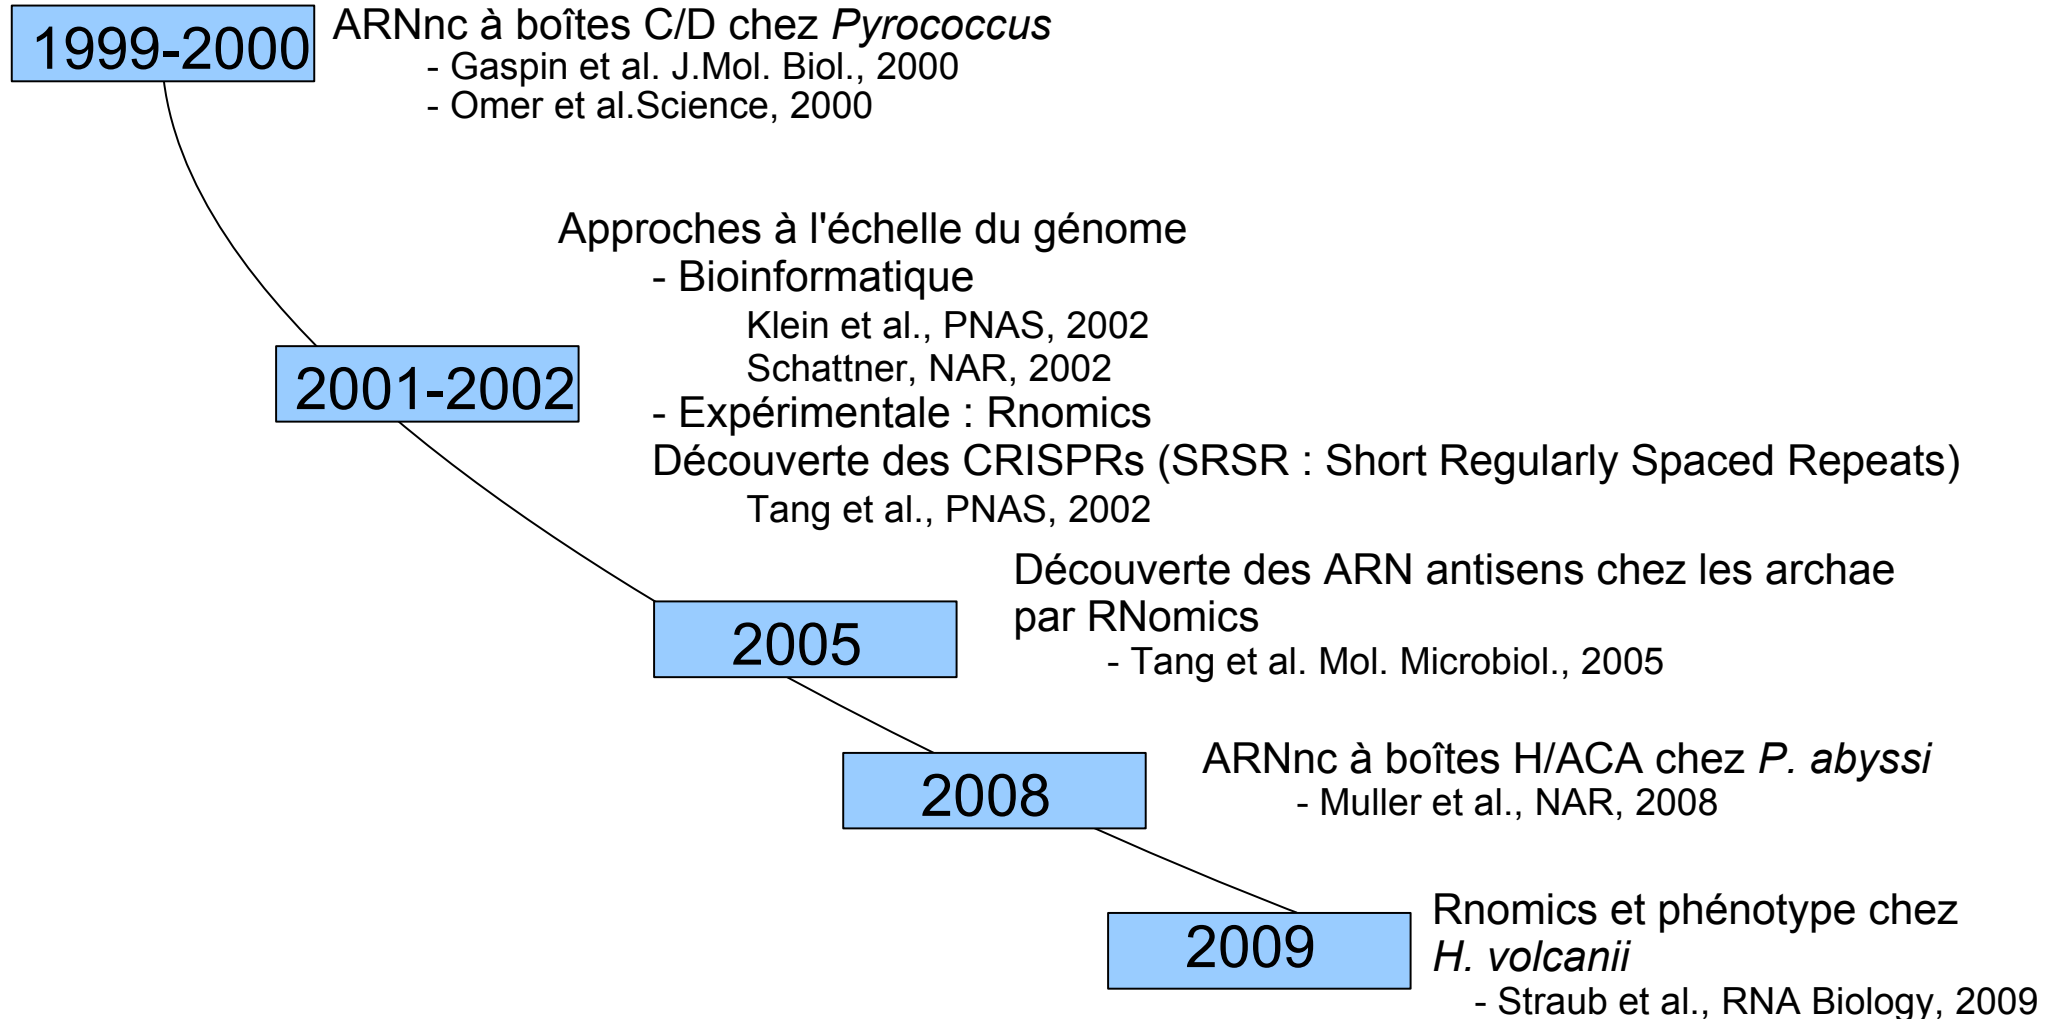 1999-2000
ARNnc à boîtes C/D chez Pyrococcus
- Gaspin et al. J.Mol. Biol., 2000
- Omer et al.Science, 2000
Approches à l'échelle du génome
- Bioinformatique
Klein et al., PNAS, 2002
Schattner, NAR, 2002
2001-2002
- Expérimentale : Rnomics
Découverte des CRISPRs (SRSR : Short Regularly Spaced Repeats)
Tang et al., PNAS, 2002
Découverte des ARN antisens chez les archae
par RNomics
2005
- Tang et al. Mol. Microbiol., 2005
ARNnc à boîtes H/ACA chez P. abyssi
2008
- Muller et al., NAR, 2008
Rnomics et phénotype chez
2009
H. volcanii
- Straub et al., RNA Biology, 2009